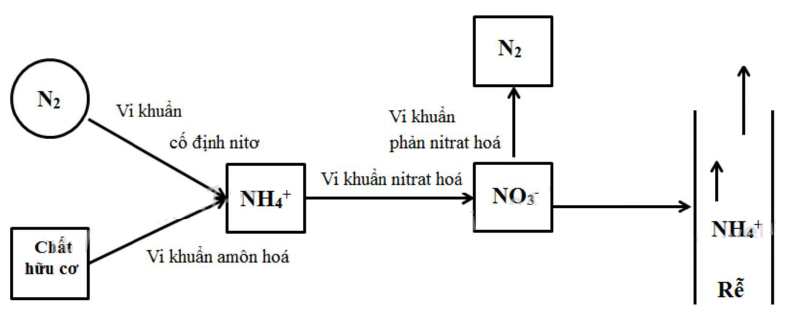 N₂
Vi khuẩn
cố định nitơ
Chất
hữu cơ
Vi khuẩn amôn hoá
NH₄⁺
Vi khuẩn nitrat hoá
N₂
Vi khuẩn
phản nitrat hoá
NO₃⁻
NH₄⁺
Rễ